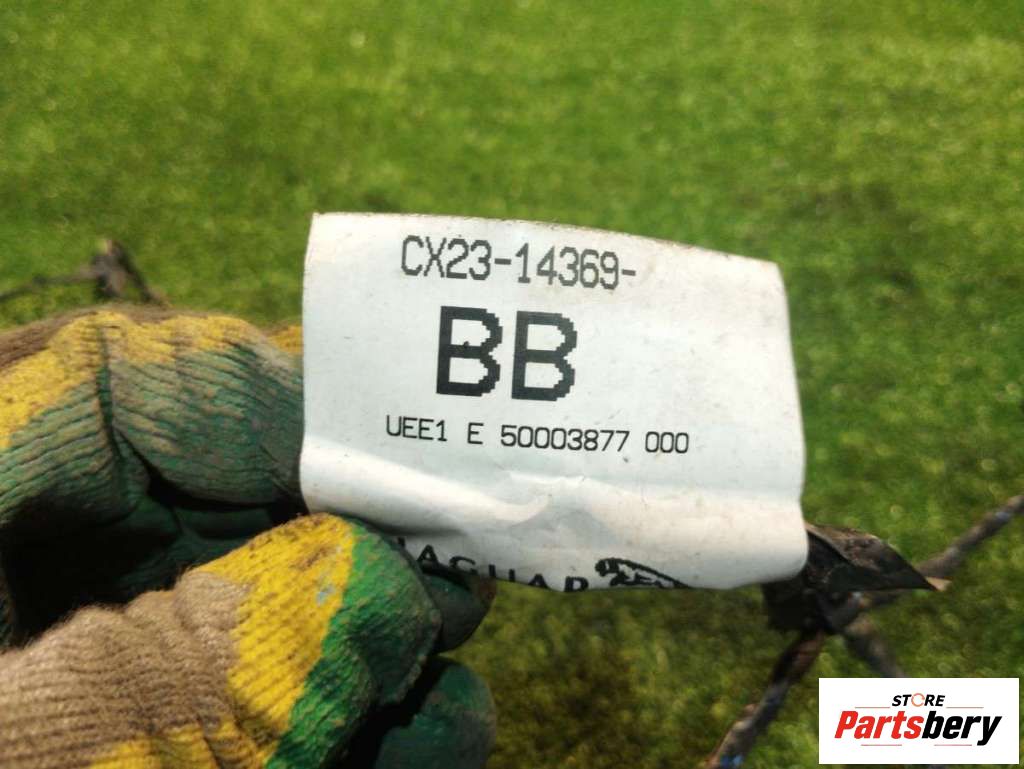 CX23-14369-
BB
UEE1 E 50003877 000
JAGUAR
STORE
Partsbery